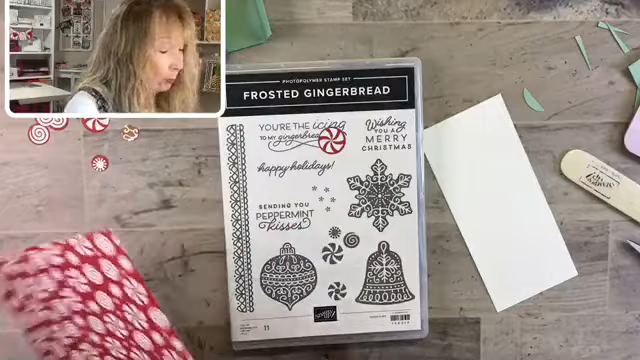 PHOTOPOLYMER STAMP SET
FROSTED GINGERBREAD
YOU'RE THE icing
TO MY gingerbread
Wishing
YOU A
MERRY
CHRISTMAS
happy holidays!
SENDING YOU
PEPPERMINT
Kisses
11